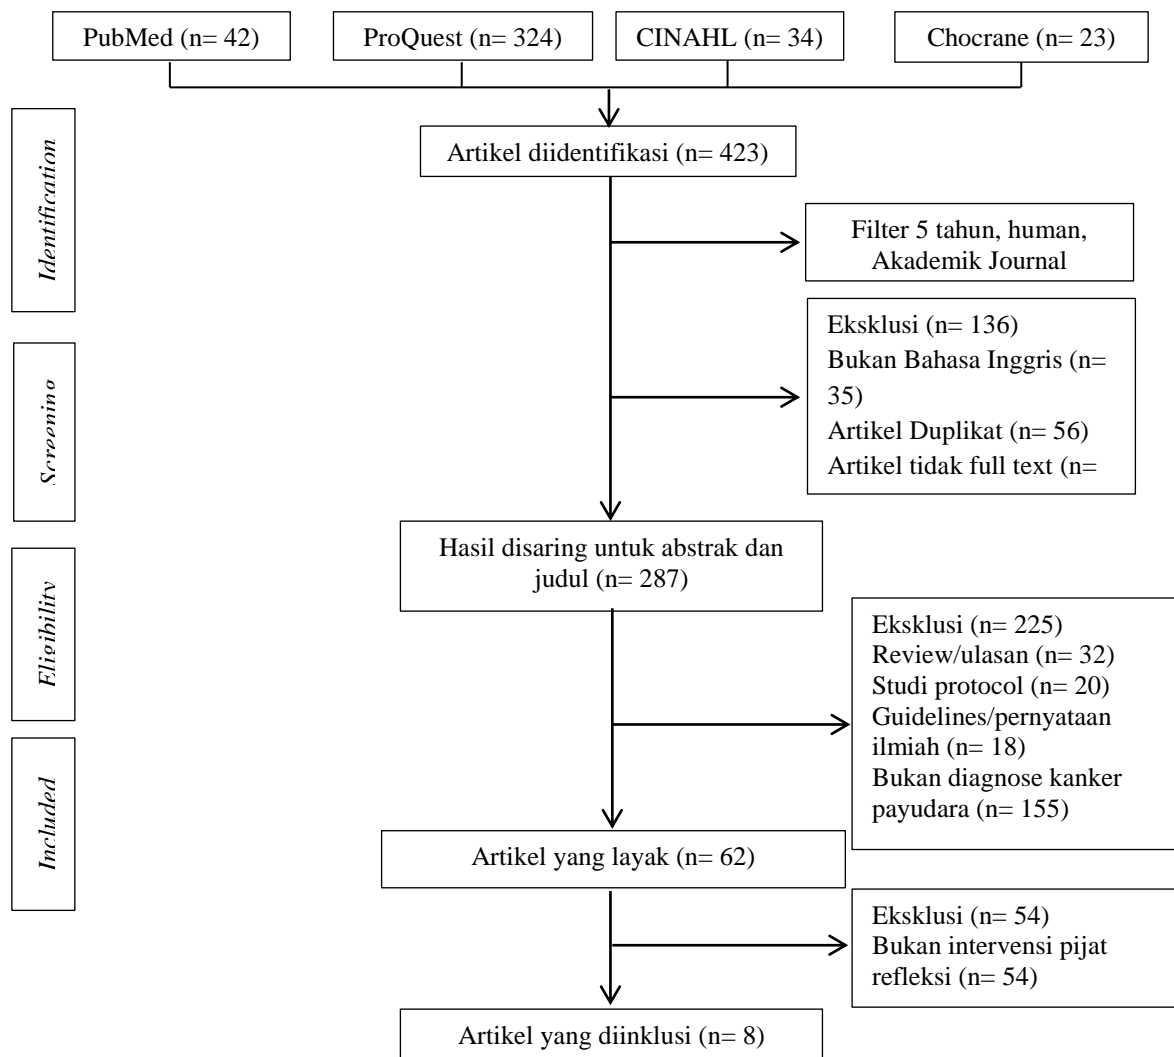 PubMed (n= 42)
ProQuest (n= 324)
CINAHL (n= 34)
Chocrane (n= 23)
Identification
Artikel diidentifikasi (n= 423)
Filter 5 tahun, human,
Akademik Journal
Screening
Eksklusi (n= 136)
Bukan Bahasa Inggris (n=
35)
Artikel Duplikat (n= 56)
Artikel tidak full text (n=
Hasil disaring untuk abstrak dan
judul (n= 287)
Eligibility
Eksklusi (n= 225)
Review/ulasan (n= 32)
Studi protocol (n= 20)
Guidelines/pernyataan
ilmiah (n= 18)
Bukan diagnose kanker
payudara (n= 155)
Included
Artikel yang layak (n= 62)
Eksklusi (n= 54)
Bukan intervensi pijat
refleksi (n= 54)
Artikel yang diinklusi (n= 8)